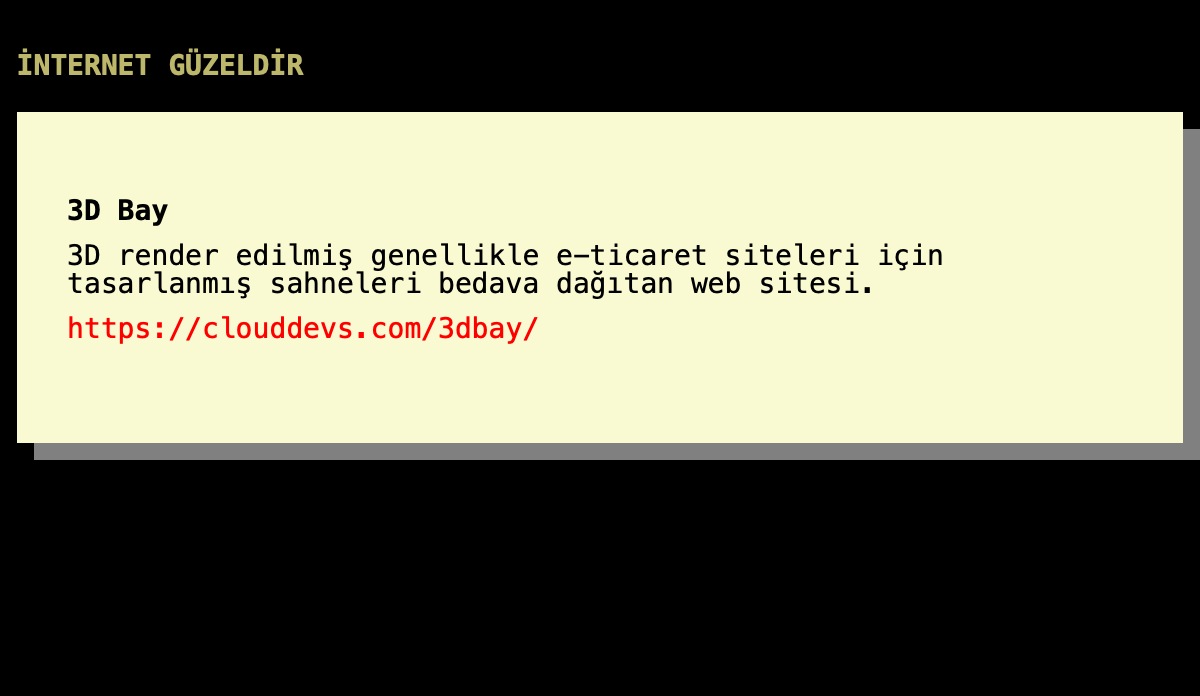 İNTERNET GÜZELDİR
3D Bay
3D render edilmiş genellikle e-ticaret siteleri için
tasarlanmış sahneleri bedava dağıtan web sitesi.
https://clouddevs.com/3dbay/